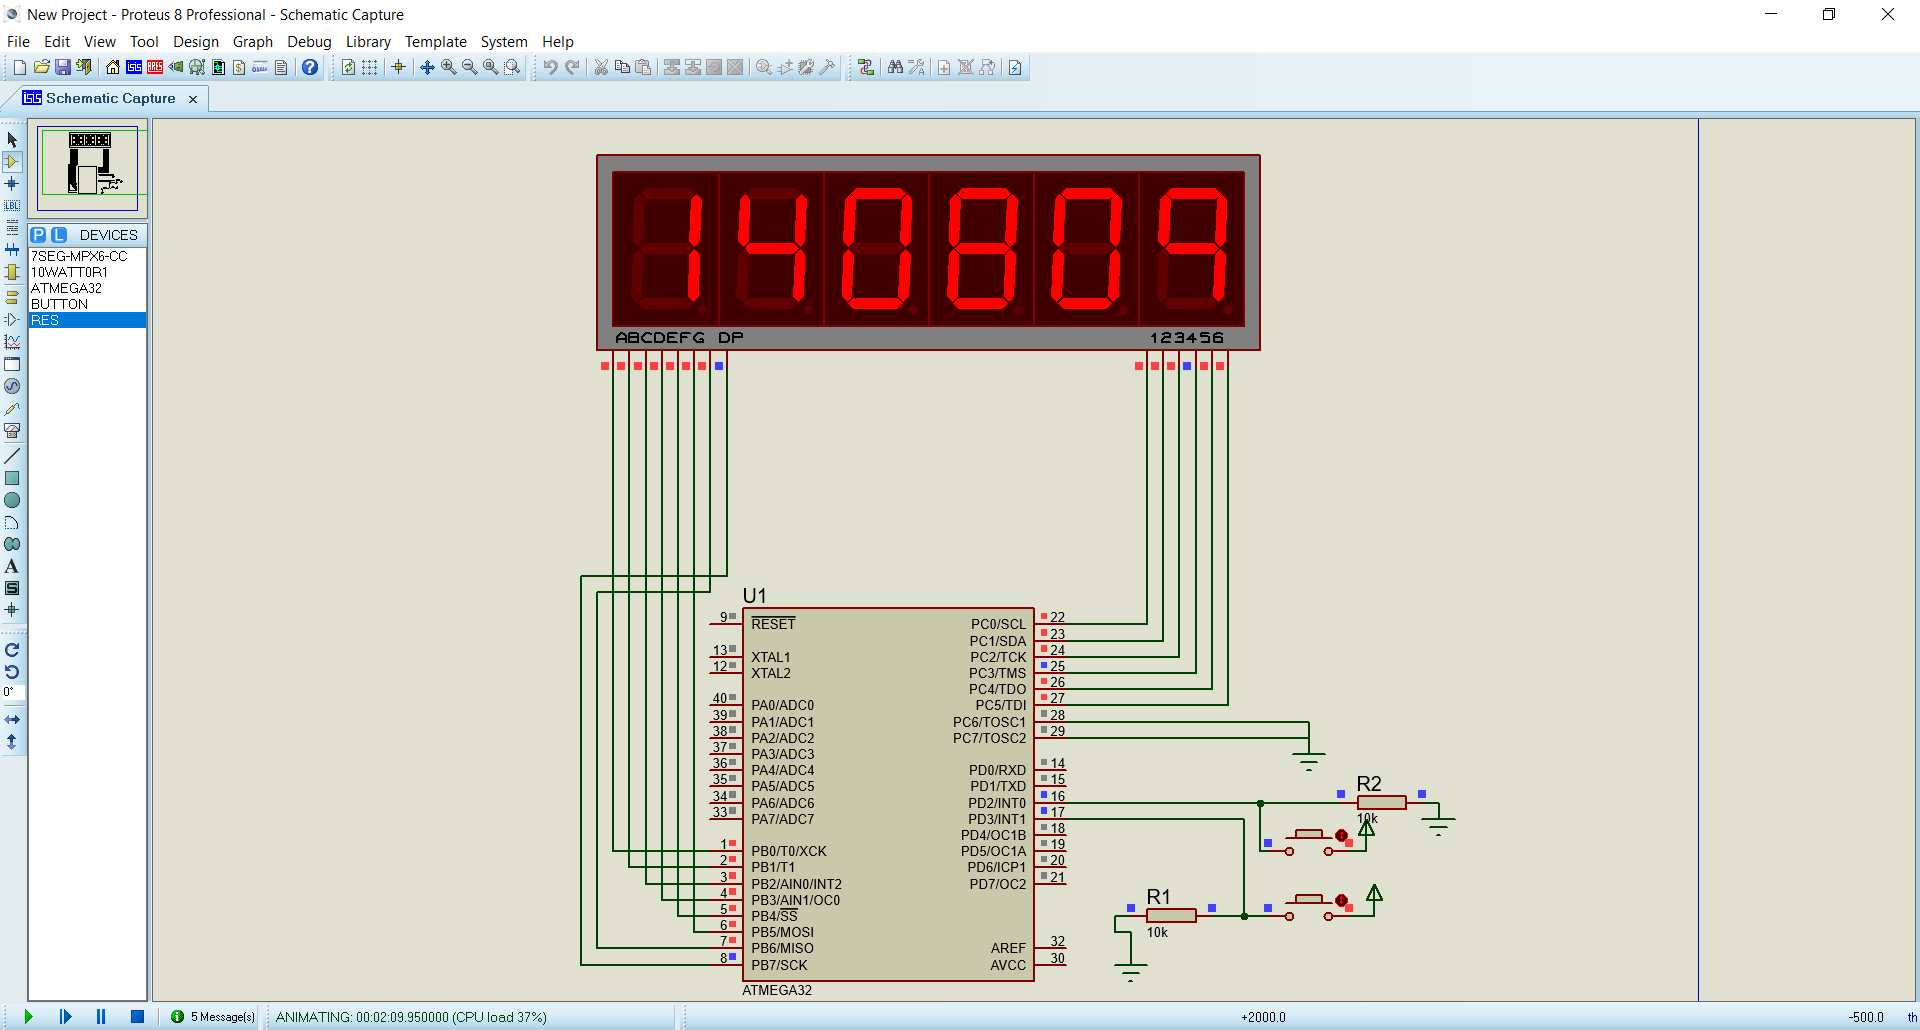 New Project - Proteus 8 Professional - Schematic Capture
File Edit View Tool Design Graph Debug Library Template System Help
Schematic Capture
P L DEVICES
7SEG-MPX6-CC
10WATT0R1
ATMEGA32
BUTTON
RES
0°
140809
ABCDEFG DP
123456
U1
9 RESET
13 XTAL1
12 XTAL2
40 PA0/ADC0
39 PA1/ADC1
38 PA2/ADC2
37 PA3/ADC3
36 PA4/ADC4
35 PA5/ADC5
34 PA6/ADC6
33 PA7/ADC7
1 PB0/T0/XCK
2 PB1/T1
3 PB2/AIN0/INT2
4 PB3/AIN1/OC0
5 PB4/SS
6 PB5/MOSI
7 PB6/MISO
8 PB7/SCK
PC0/SCL 22
PC1/SDA 23
PC2/TCK 24
PC3/TMS 25
PC4/TDO 26
PC5/TDI 27
PC6/TOSC1 28
PC7/TOSC2 29
PD0/RXD 14
PD1/TXD 15
PD2/INT0 16
PD3/INT1 17
PD4/OC1B 18
PD5/OC1A 19
PD6/ICP1 20
PD7/OC2 21
AREF 32
AVCC 30
ATMEGA32
R2
10k
R1
10k
5 Message(s)
ANIMATING: 00:02:09.950000 (CPU load 37%)
+2000.0
-500.0
th